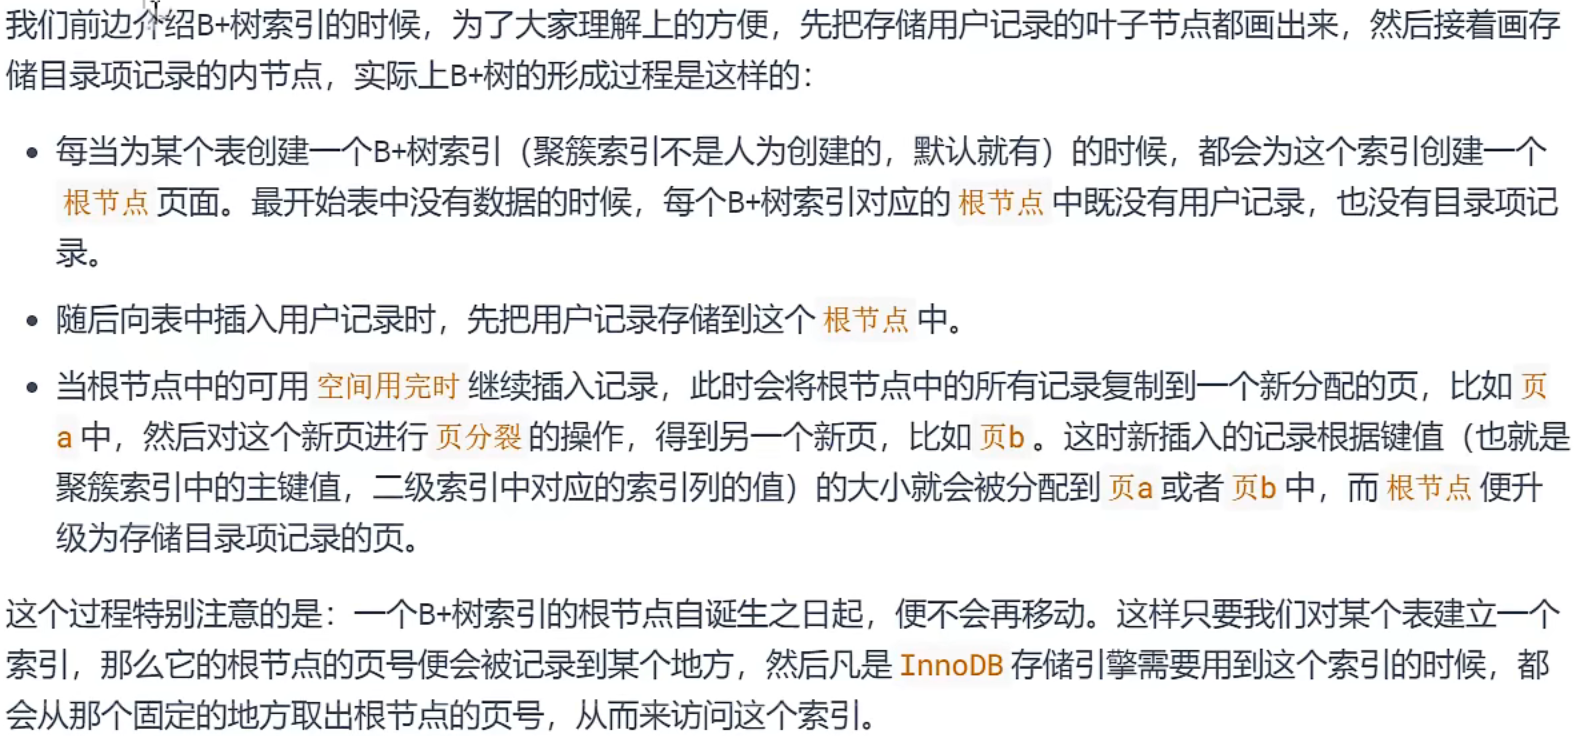 我们前边介绍B+树索引的时候，为了大家理解上的方便，先把存储用户记录的叶子节点都画出来，然后接着画存
储目录项记录的内节点，实际上B+树的形成过程是这样的：
• 每当为某个表创建一个B+树索引（聚簇索引不是人为创建的，默认就有）的时候，都会为这个索引创建一个
根节点 页面。最开始表中没有数据的时候，每个B+树索引对应的 根节点 中既没有用户记录，也没有目录项记
录。
• 随后向表中插入用户记录时，先把用户记录存储到这个 根节点 中。
• 当根节点中的可用 空间用完时 继续插入记录，此时会将根节点中的所有记录复制到一个新分配的页，比如 页
a 中，然后对这个新页进行 页分裂 的操作，得到另一个新页，比如 页b 。这时新插入的记录根据键值（也就是
聚簇索引中的主键值，二级索引中对应的索引列的值）的大小就会被分配到 页a 或者 页b 中，而 根节点 便升
级为存储目录项记录的页。
这个过程特别注意的是：一个B+树索引的根节点自诞生之日起，便不会再移动。这样只要我们对某个表建立一个
索引，那么它的根节点的页号便会被记录到某个地方，然后凡是 InnoDB 存储引擎需要用到这个索引的时候，都
会从那个固定的地方取出根节点的页号，从而来访问这个索引。